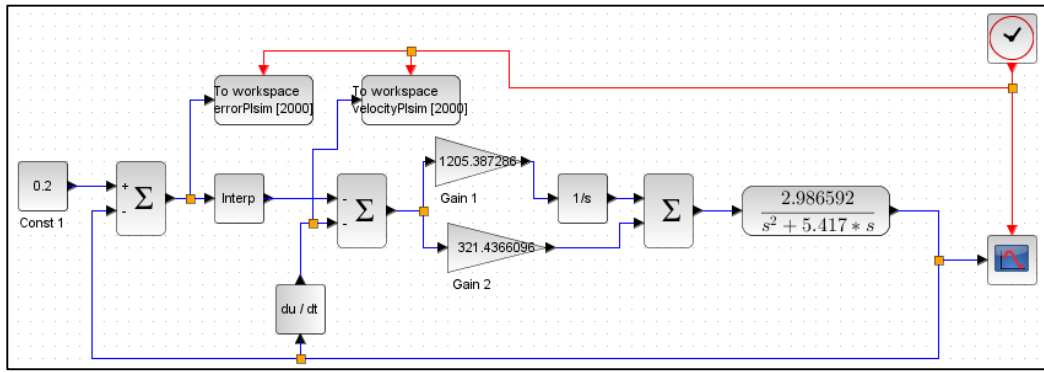 To workspace
errorPIsim [2000]
To workspace
velocityPIsim [2000]
0.2
Const 1
+
-
Σ
Interp
-
-
Σ
1205.387286
Gain 1
321.4366096
Gain 2
1/s
Σ
2.986592
s² + 5.417 * s
du / dt